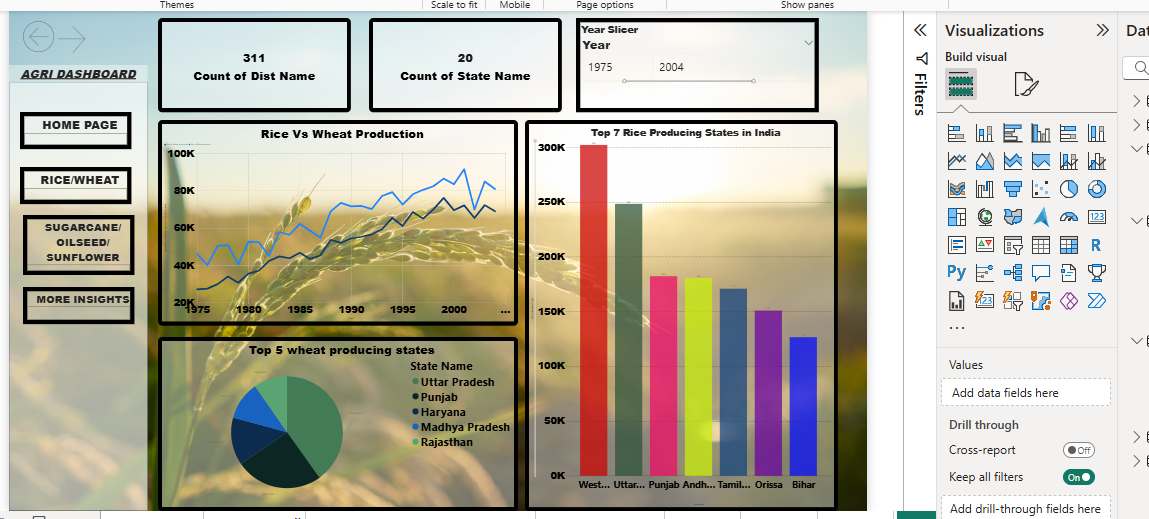 Themes
Scale to fit
Mobile
Page options
Show panes
AGRI DASHBOARD
HOME PAGE
RICE/WHEAT
SUGARCANE/
OILSEED/
SUNFLOWER
MORE INSIGHTS
311
Count of Dist Name
20
Count of State Name
Year Slicer
Year
1975 2004
Rice Vs Wheat Production
100K
80K
60K
40K
20K
1975 1980 1985 1990 1995 2000 ...
Top 5 wheat producing states
State Name
Uttar Pradesh
Punjab
Haryana
Madhya Pradesh
Rajasthan
Top 7 Rice Producing States in India
300K
250K
200K
150K
100K
50K
0K
West... Uttar... Punjab Andh... Tamil... Orissa Bihar
Filters
Visualizations
Build visual
123
R
Py
123
...
Values
Add data fields here
Drill through
Cross-report
Off
Keep all filters
On
Add drill-through fields here